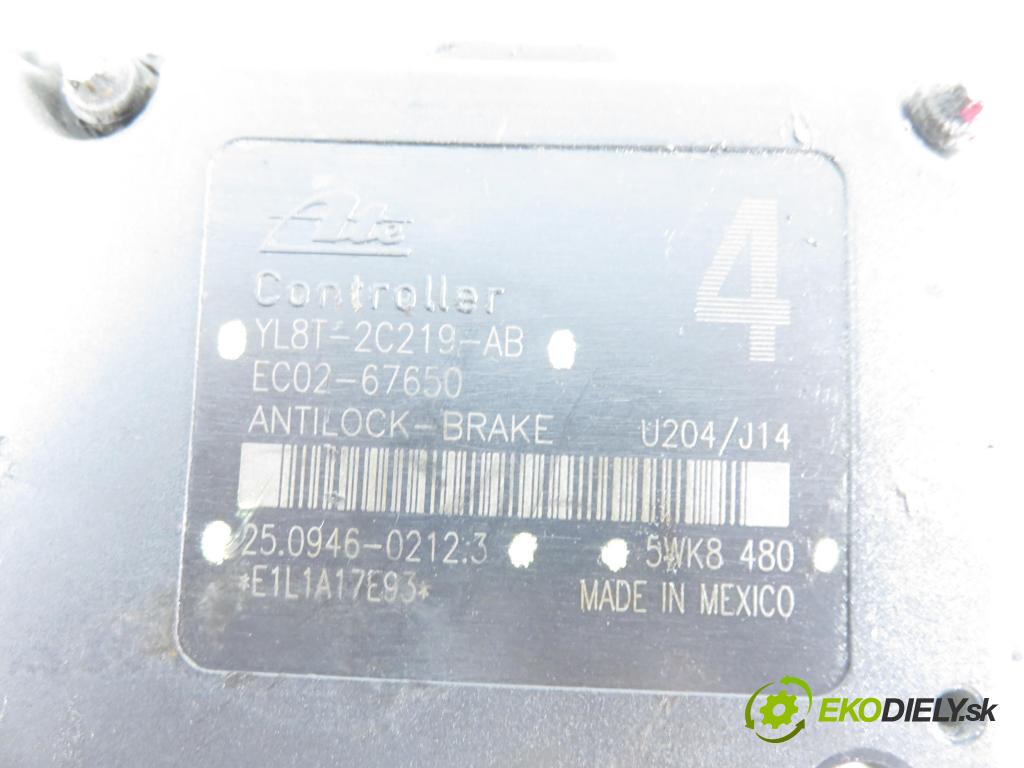 Ate
4
Controller
YL8T-2C219-AB
EC02-67650
ANTILOCK-BRAKE U204/J14
25.0946-0212.3 5WK8 480
*E1L1A17E93* MADE IN MEXICO
EKODIELY.sk